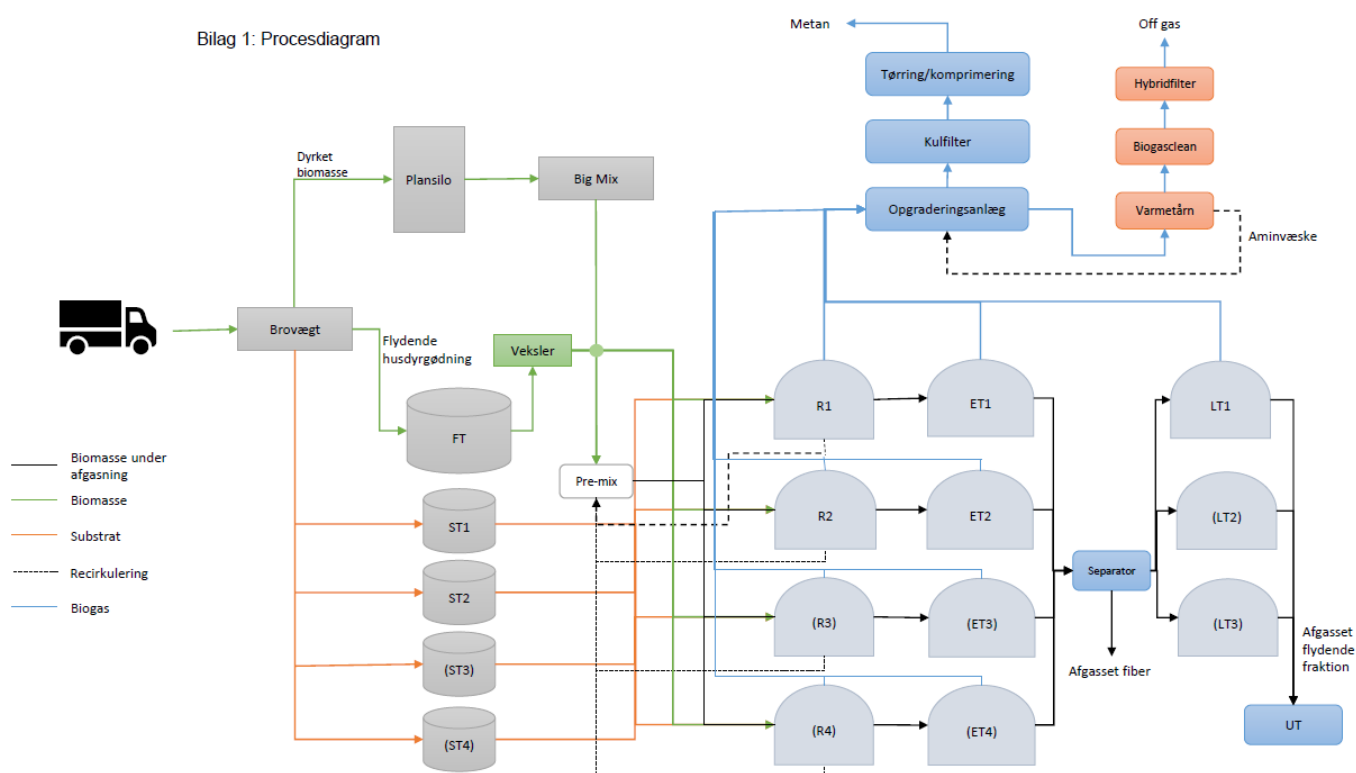 Bilag 1: Procesdiagram
Metan
Off gas
Tørring/komprimering
Hybridfilter
Kulfilter
Biogasclean
Dyrket
biomasse
Plansilo
Big Mix
Opgraderingsanlæg
Varmetårn
Aminvæske
Brovægt
Flydende
husdyrgødning
Veksler
FT
R1
ET1
LT1
Pre-mix
Biomasse under
afgasning
Biomasse
Substrat
Recirkulering
Biogas
ST1
R2
ET2
(LT2)
ST2
Separator
(ST3)
(R3)
(ET3)
(LT3)
Afgasset fiber
Afgasset
flydende
fraktion
(ST4)
(R4)
(ET4)
UT